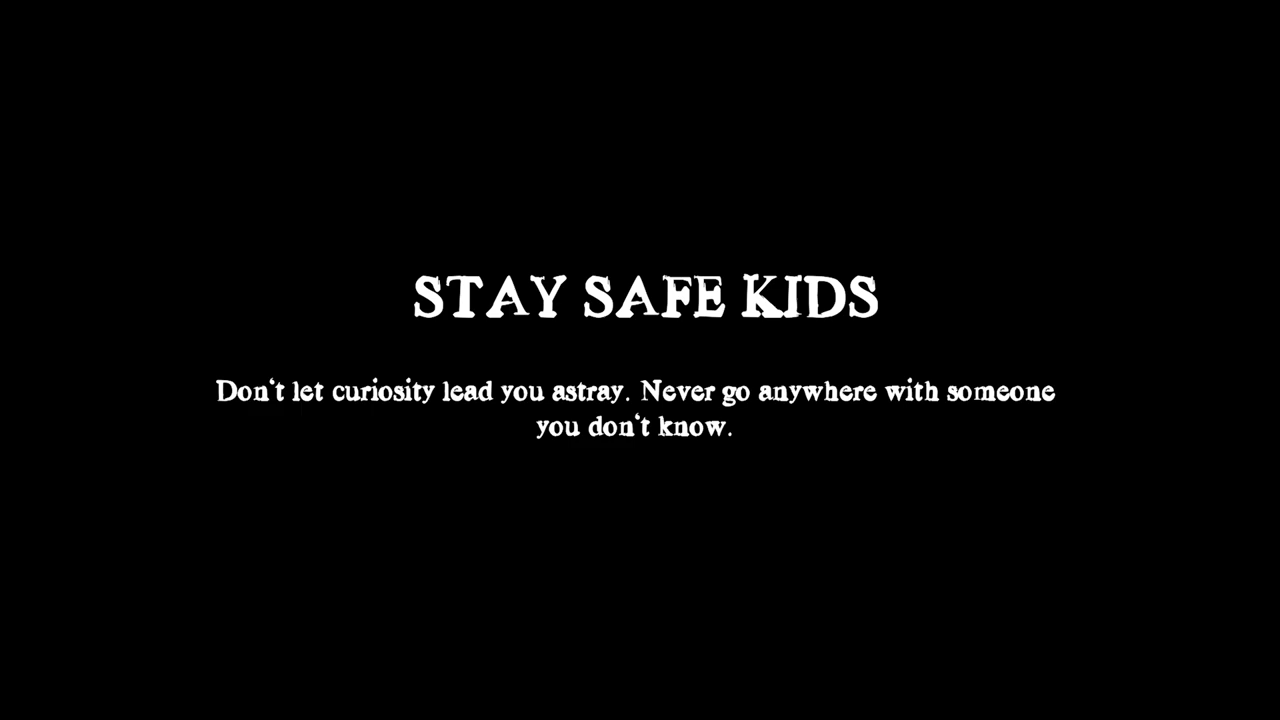 STAY SAFE KIDS
Don't let curiosity lead you astray. Never go anywhere with someone
you don't know.